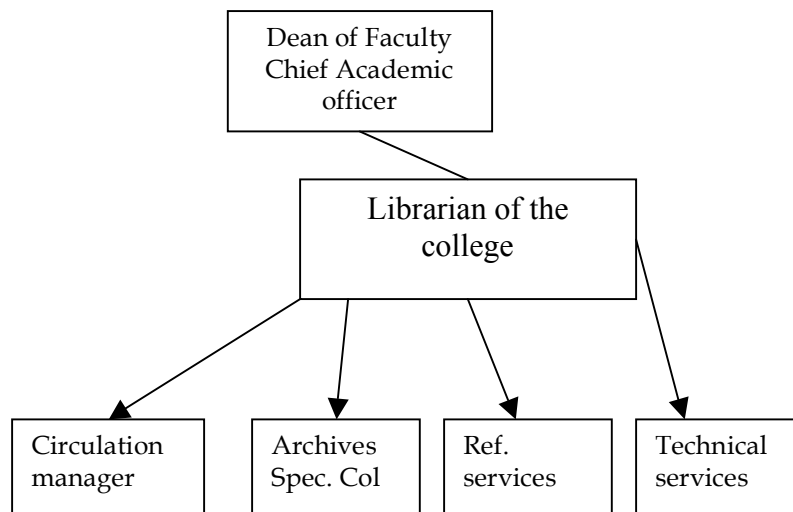 Dean of Faculty
Chief Academic
officer
Librarian of the
college
Circulation
manager
Archives
Spec. Col
Ref.
services
Technical
services